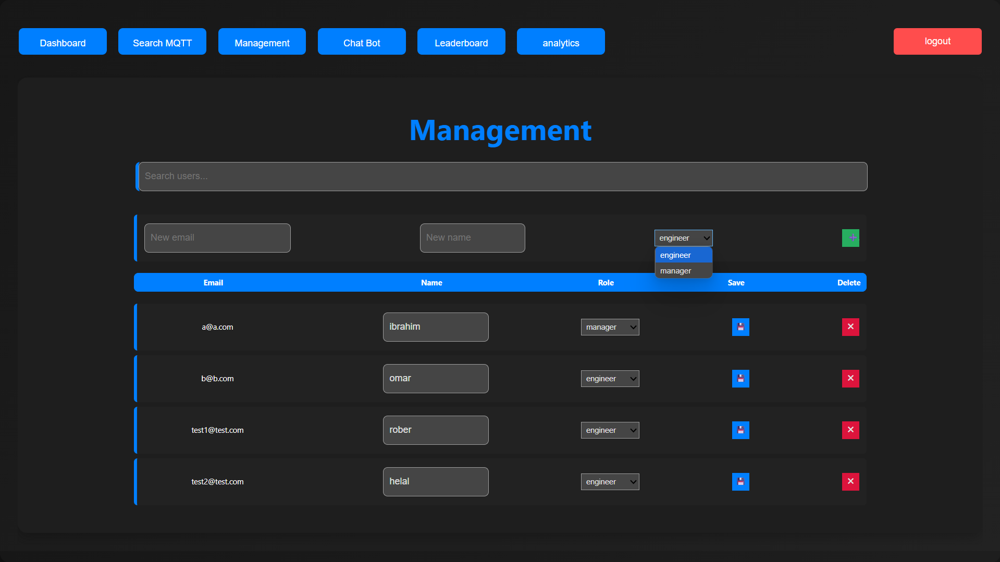 Dashboard Search MQTT Management Chat Bot Leaderboard analytics logout
Management
Search users...
New email New name engineer
engineer
manager
Email Name Role Save Delete
a@a.com ibrahim manager
b@b.com omar engineer
test1@test.com rober engineer
test2@test.com helal engineer